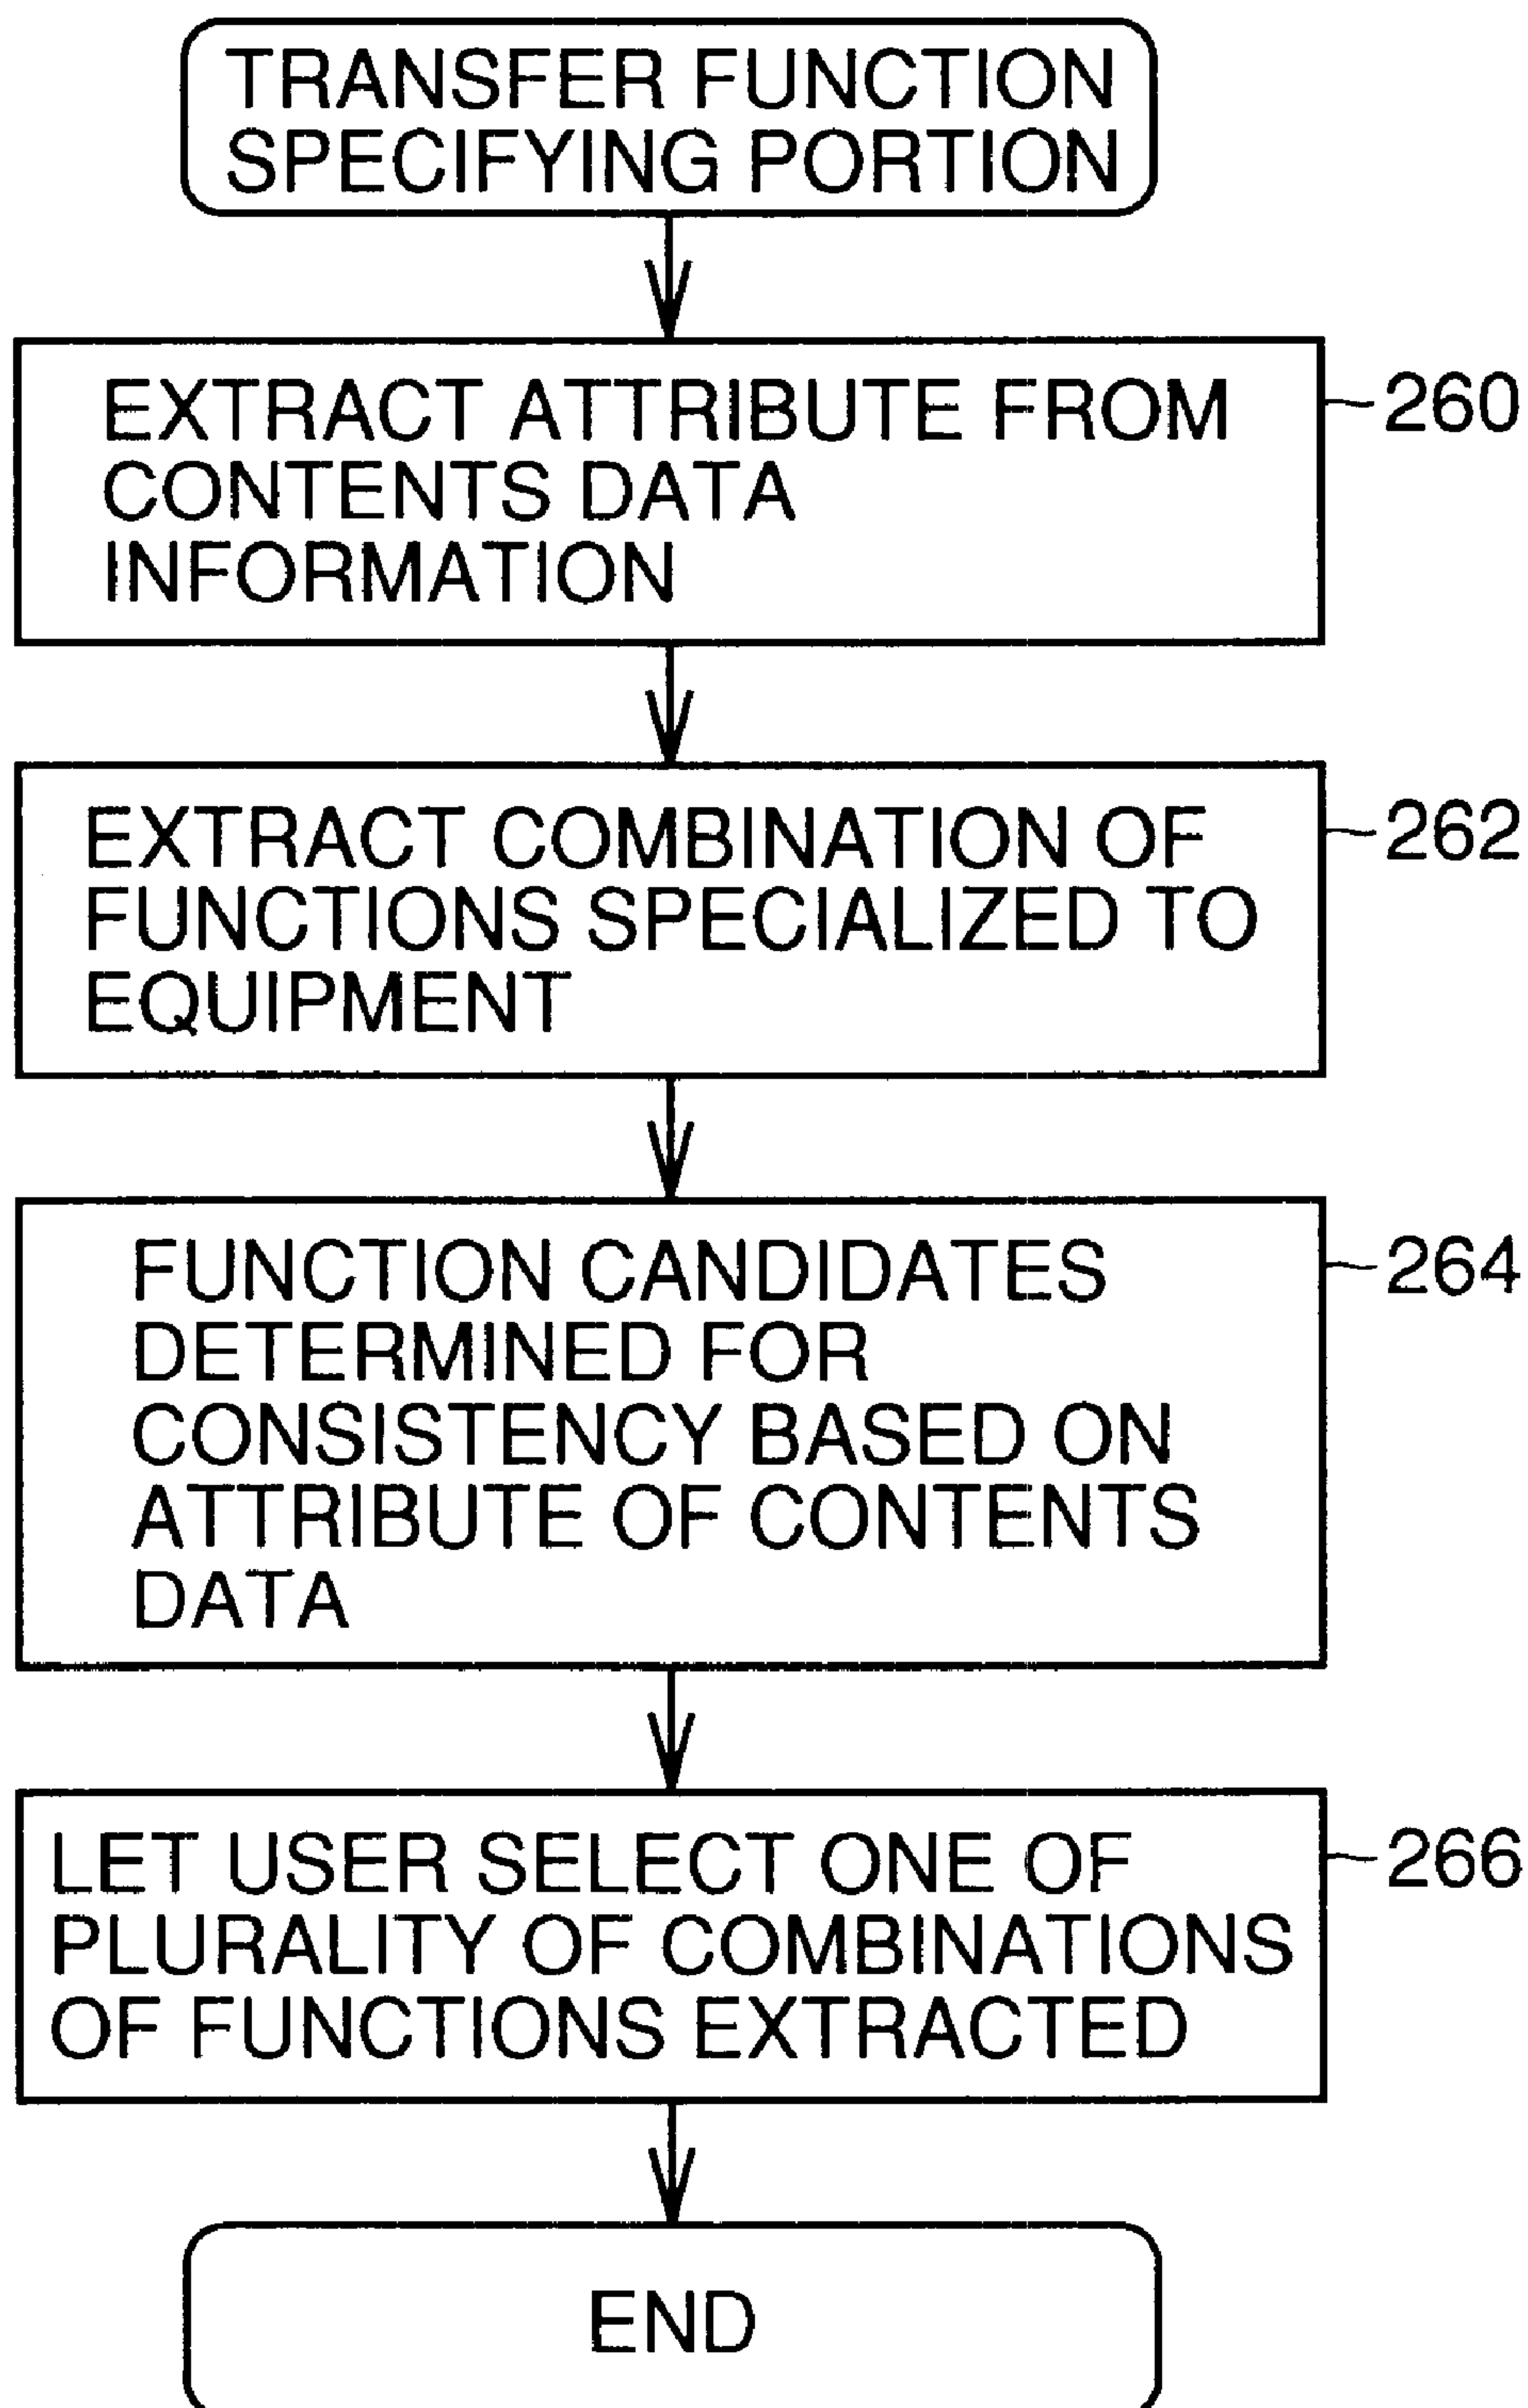 TRANSFER FUNCTION
SPECIFYING PORTION
EXTRACT ATTRIBUTE FROM
CONTENTS DATA
INFORMATION
260
EXTRACT COMBINATION OF
FUNCTIONS SPECIALIZED TO
EQUIPMENT
262
FUNCTION CANDIDATES
DETERMINED FOR
CONSISTENCY BASED ON
ATTRIBUTE OF CONTENTS
DATA
264
LET USER SELECT ONE OF
PLURALITY OF COMBINATIONS
OF FUNCTIONS EXTRACTED
266
END